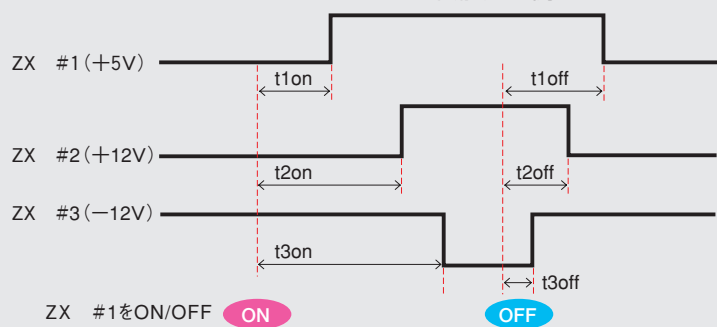 ZX #1(+5V)
t1on
t1off
ZX #2(+12V)
t2on
t2off
ZX #3(−12V)
t3on
t3off
ZX #1をON/OFF ON OFF